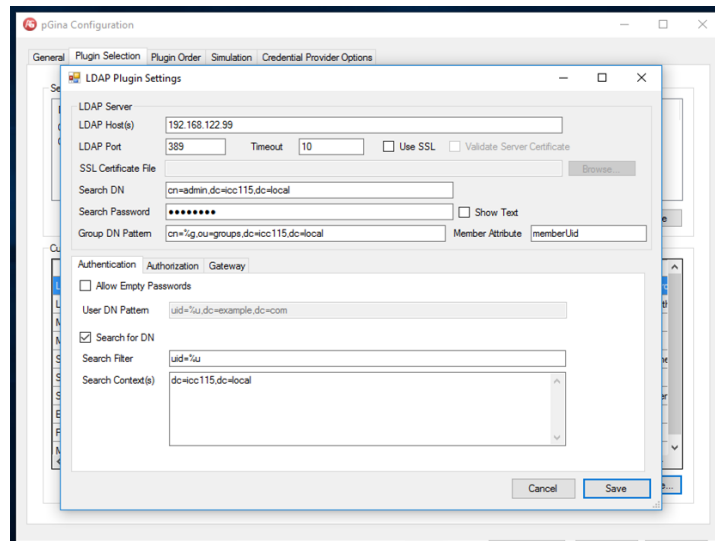 pGina Configuration
General Plugin Selection Plugin Order Simulation Credential Provider Options
LDAP Plugin Settings
LDAP Server
LDAP Host(s) 192.168.122.99
LDAP Port 389 Timeout 10 Use SSL Validate Server Certificate
SSL Certificate File Browse...
Search DN cn=admin,dc=icc115,dc=local
Search Password ●●●●●●●● Show Text
Group DN Pattern cn=%g,ou=groups,dc=icc115,dc=local Member Attribute memberUid
Authentication Authorization Gateway
Allow Empty Passwords
User DN Pattern uid=%u,dc=example,dc=com
Search for DN
Search Filter uid=%u
Search Context(s) dc=icc115,dc=local
Cancel Save